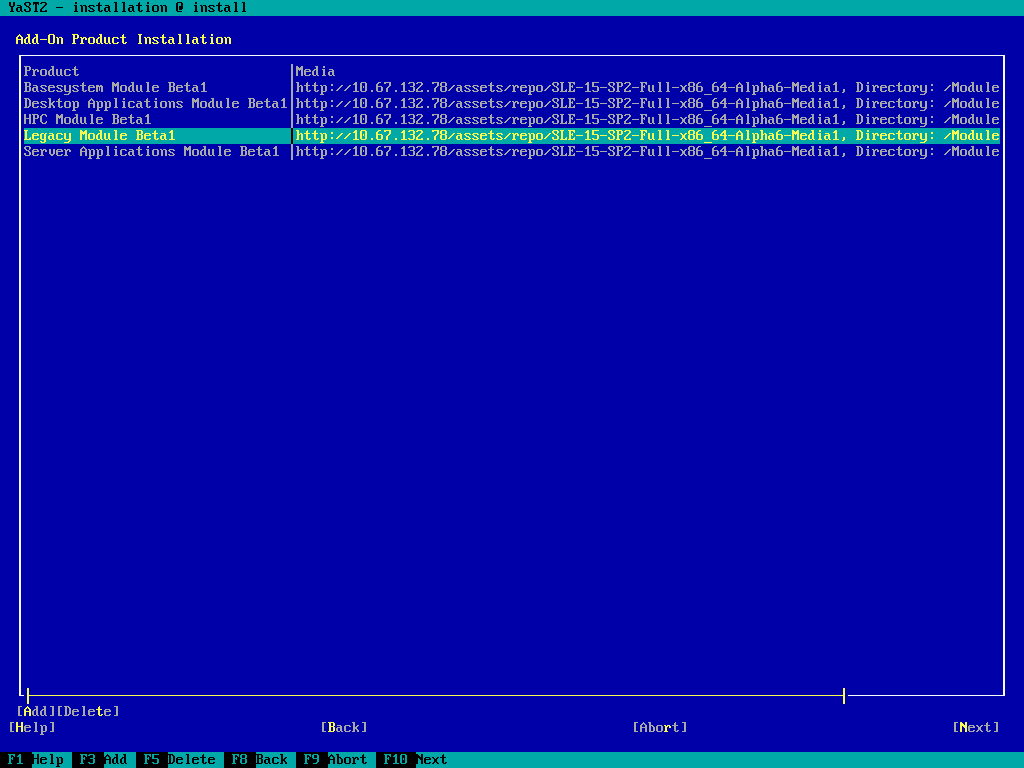 YaST2 - installation @ install
Add-On Product Installation
Product |Media
Basesystem Module Beta1 |http://10.67.132.78/assets/repo/SLE-15-SP2-Full-x86_64-Alpha6-Media1, Directory: /Module
Desktop Applications Module Beta1|http://10.67.132.78/assets/repo/SLE-15-SP2-Full-x86_64-Alpha6-Media1, Directory: /Module
HPC Module Beta1 |http://10.67.132.78/assets/repo/SLE-15-SP2-Full-x86_64-Alpha6-Media1, Directory: /Module
Legacy Module Beta1 |http://10.67.132.78/assets/repo/SLE-15-SP2-Full-x86_64-Alpha6-Media1, Directory: /Module
Server Applications Module Beta1 |http://10.67.132.78/assets/repo/SLE-15-SP2-Full-x86_64-Alpha6-Media1, Directory: /Module
[Add][Delete]
[Help] [Back] [Abort] [Next]
F1 Help F3 Add F5 Delete F8 Back F9 Abort F10 Next